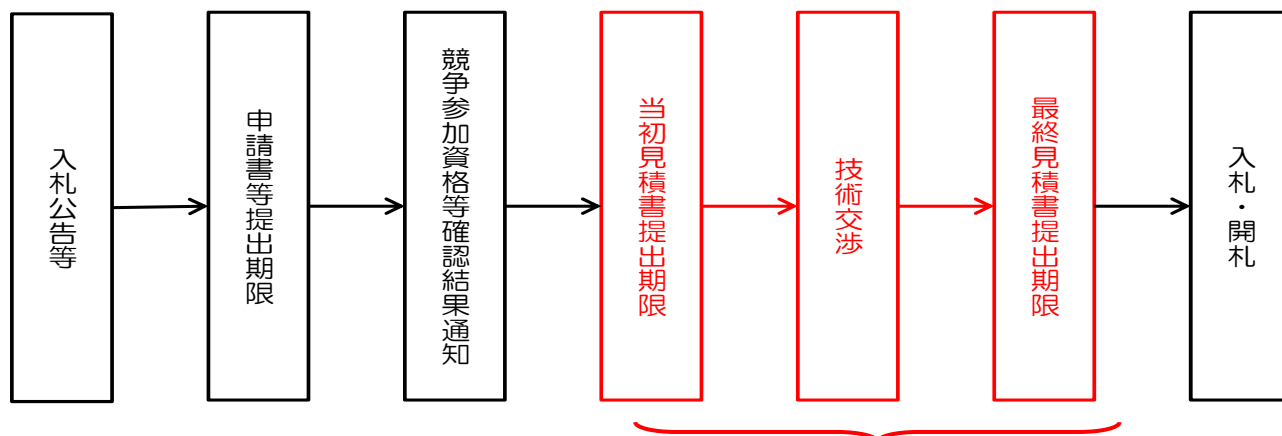 入札公告等
申請書等提出期限
競争参加資格等確認結果通知
当初見積書提出期限
技術交渉
最終見積書提出期限
入札・開札